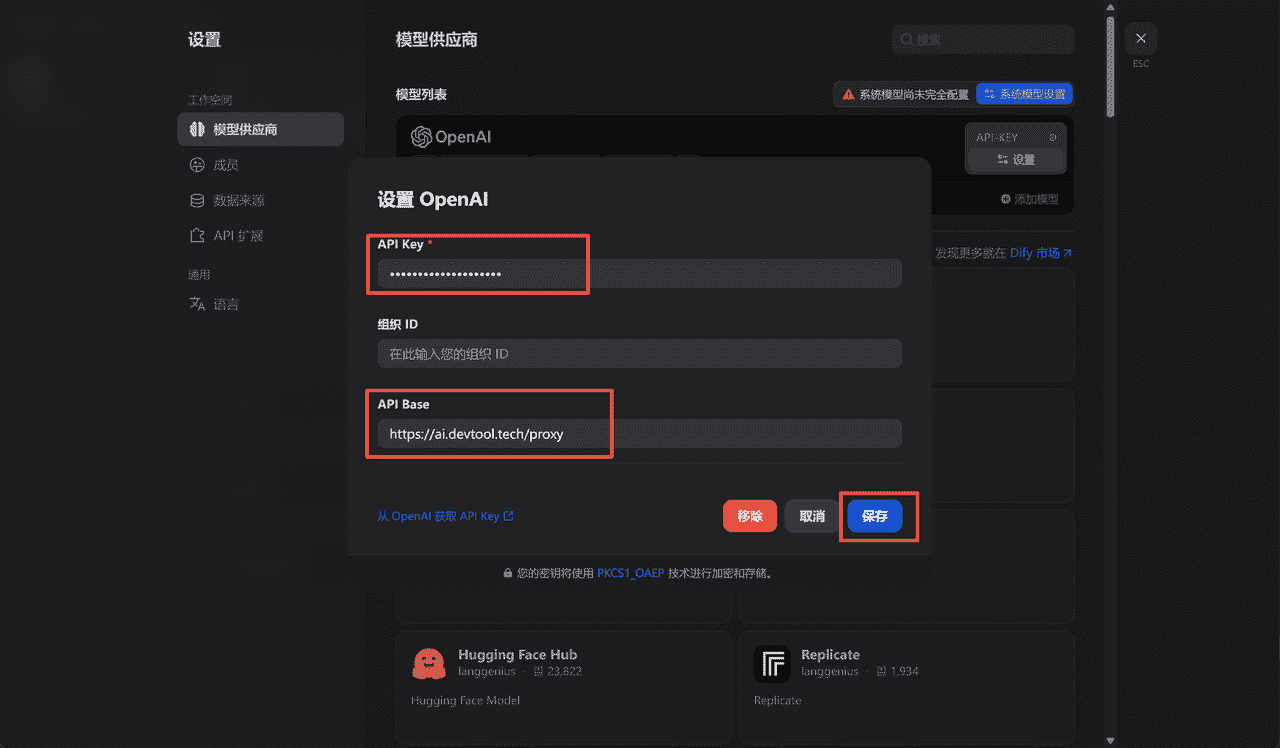 设置
工作空间
模型供应商
成员
数据来源
API 扩展
通用
语言
模型供应商
搜索
ESC
模型列表
系统模型尚未完全配置
系统模型设置
OpenAI
API-KEY
设置
添加模型
发现更多就在 Dify 市场
设置 OpenAI
API Key *
••••••••••••••••••••
组织 ID
在此输入您的组织 ID
API Base
https://ai.devtool.tech/proxy
从 OpenAI 获取 API Key
移除
取消
保存
您的密钥将使用 PKCS1_OAEP 技术进行加密和存储。
Hugging Face Hub
langgenius · 23,822
Hugging Face Model
Replicate
langgenius · 1,934
Replicate